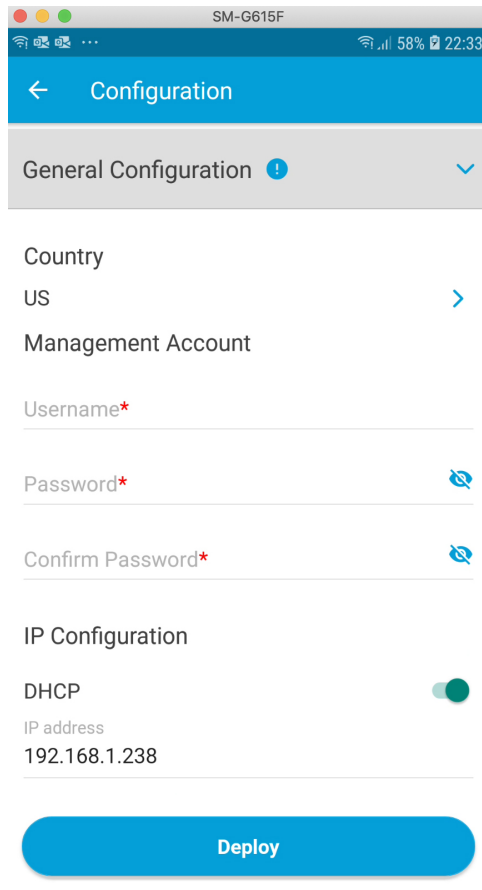 SM-G615F
58% 22:33
Configuration
General Configuration
Country
US
Management Account
Username*
Password*
Confirm Password*
IP Configuration
DHCP
IP address
192.168.1.238
Deploy